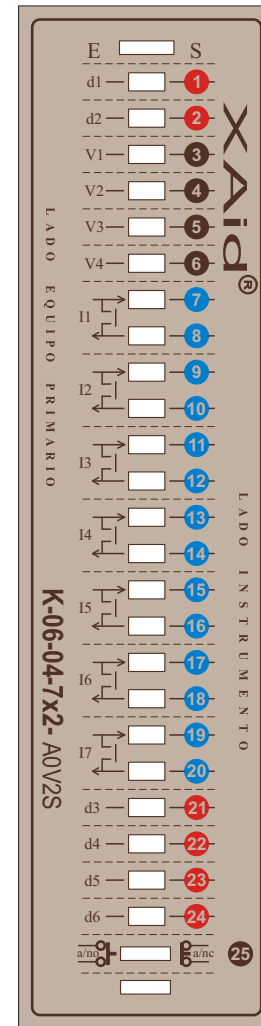 E S
d1 1
d2 2
V1 3
V2 4
V3 5
V4 6
I1 7
8
I2 9
10
I3 11
12
I4 13
14
I5 15
16
I6 17
18
I7 19
20
d3 21
d4 22
d5 23
d6 24
a/no a/nc 25
XAid®
LADO EQUIPO PRIMARIO
LADO INSTRUMENTO
K-06-04-7x2- A0V2S